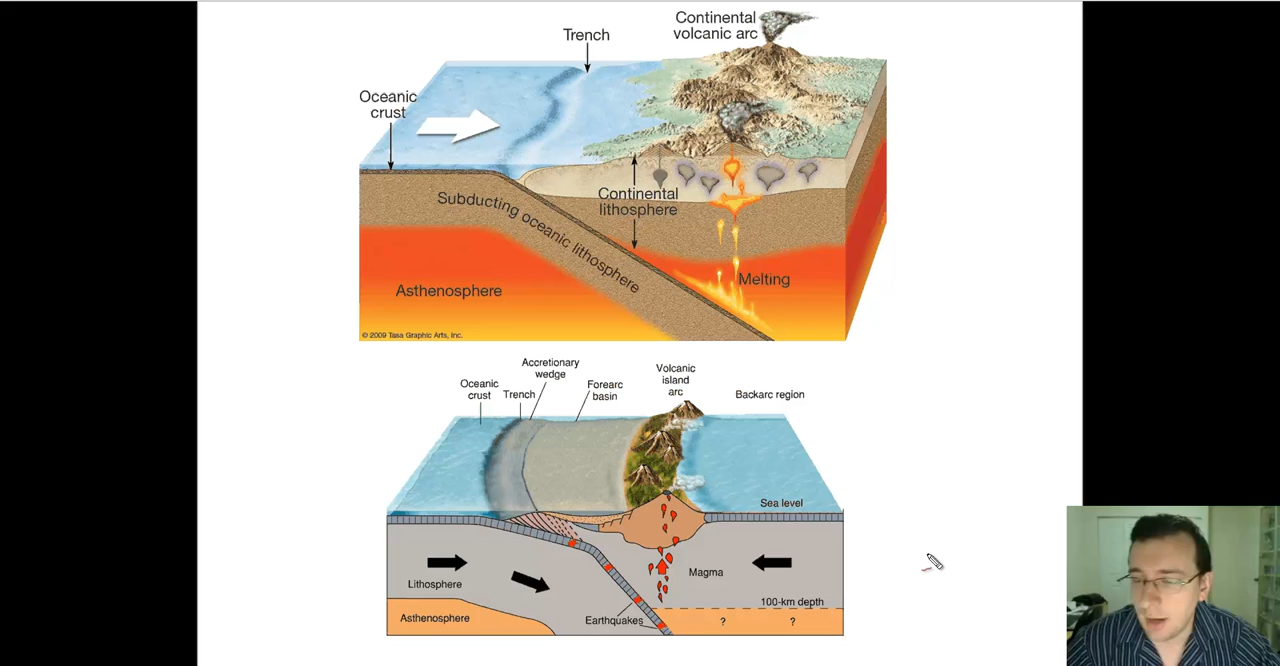 Continental
volcanic arc
Trench
Oceanic
crust
Continental
lithosphere
Subducting oceanic lithosphere
Melting
Asthenosphere
© 2009 Tasa Graphic Arts, Inc.
Accretionary
wedge
Volcanic
island
arc
Oceanic
crust
Trench
Forearc
basin
Backarc region
Sea level
Magma
Lithosphere
100-km depth
Asthenosphere
Earthquakes
? ?